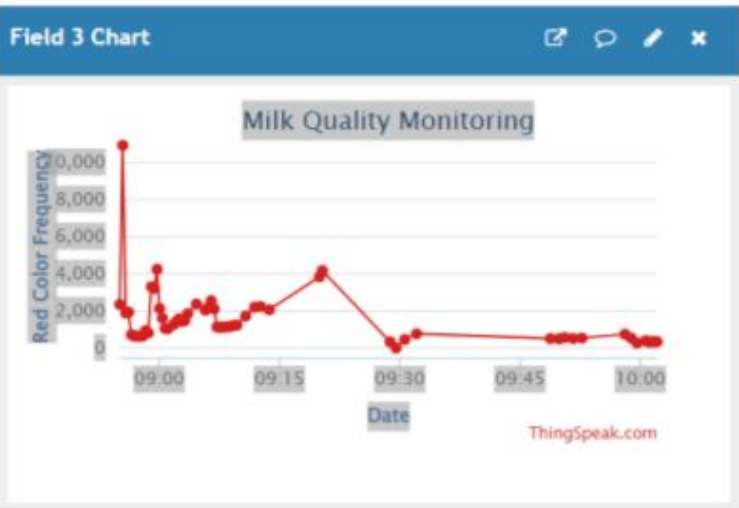 Field 3 Chart
Milk Quality Monitoring
Red Color Frequency
0,000
8,000
6,000
4,000
2,000
0
09:00 09:15 09:30 09:45 10:00
Date
ThingSpeak.com